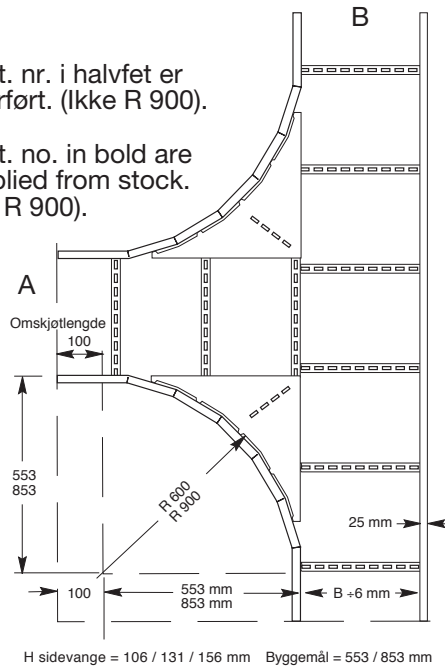 B
t. nr. i halvfet er
rført. (Ikke R 900).
t. no. in bold are
plied from stock.
R 900).
A
Omskjøtlengde
100
553
853
R 600
R 900
25 mm
100
553 mm
853 mm
B ÷6 mm
H sidevange = 106 / 131 / 156 mm Byggemål = 553 / 853 mm